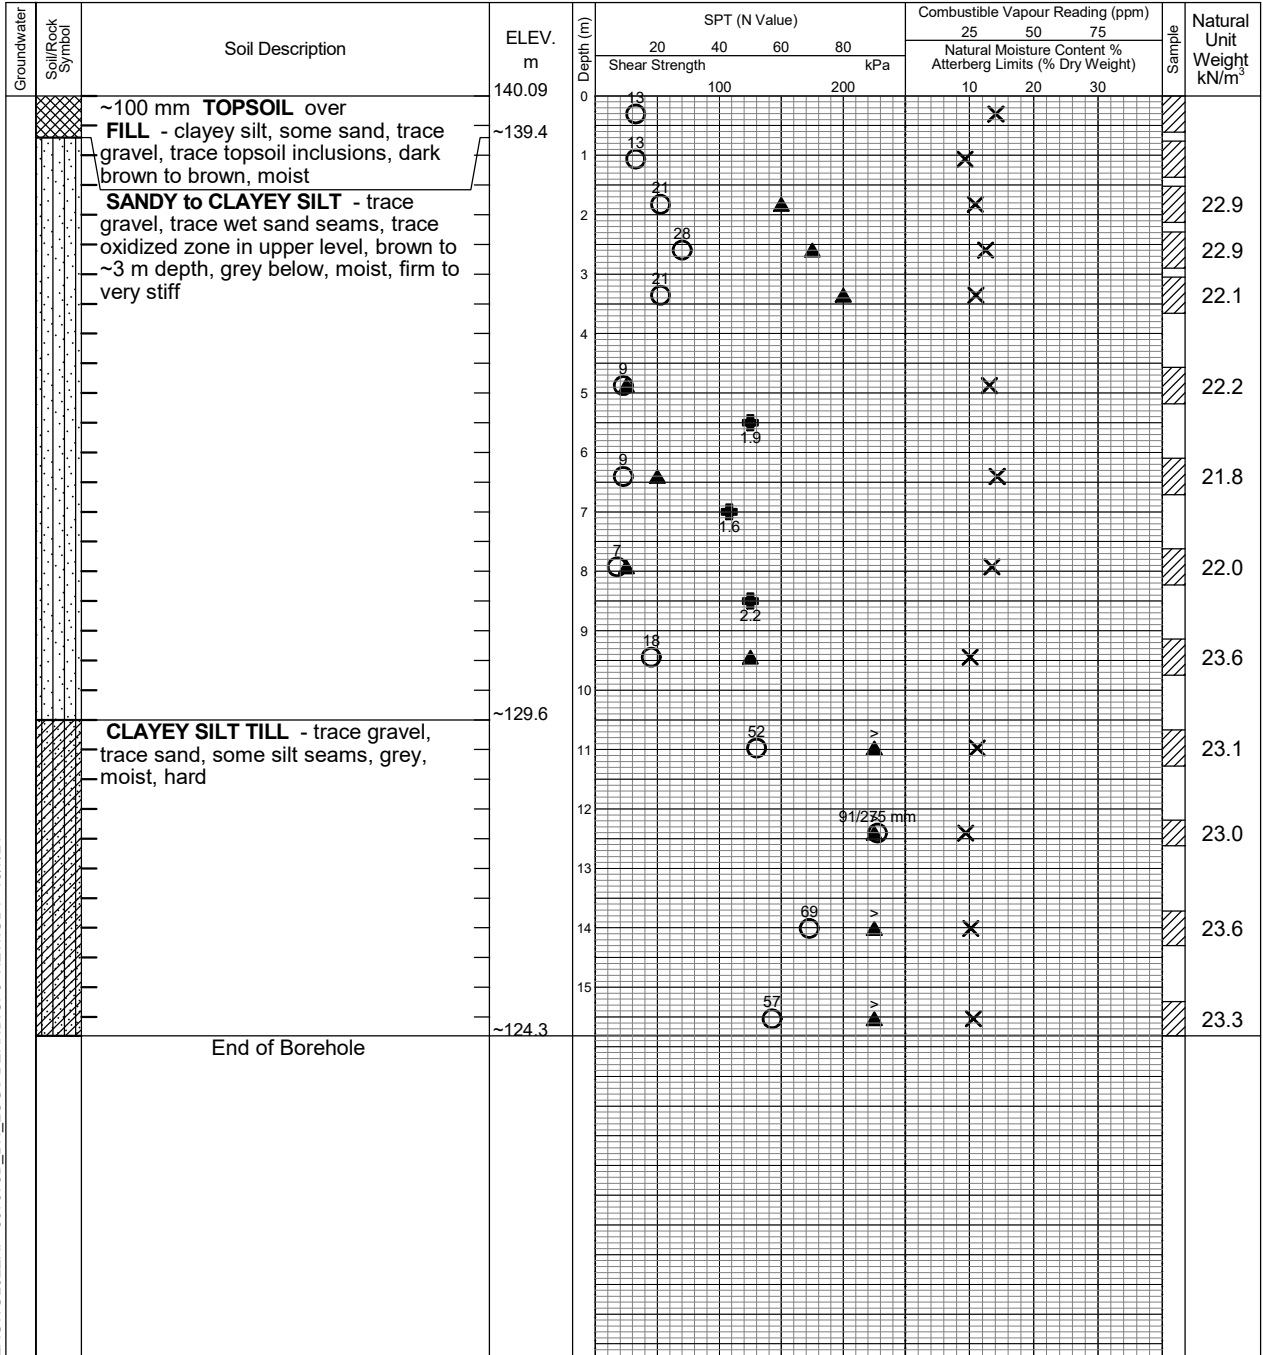 Groundwater
Soil/Rock
Symbol
Soil Description
ELEV.
m
140.09
Depth (m)
SPT (N Value)
20 40 60 80
Shear Strength kPa
100 200
Combustible Vapour Reading (ppm)
25 50 75
Natural Moisture Content %
Atterberg Limits (% Dry Weight)
10 20 30
Sample
Natural
Unit
Weight
kN/m³
0
~100 mm TOPSOIL over
FILL - clayey silt, some sand, trace
gravel, trace topsoil inclusions, dark
brown to brown, moist
~139.4
13
1
13
SANDY to CLAYEY SILT - trace
gravel, trace wet sand seams, trace
oxidized zone in upper level, brown to
~3 m depth, grey below, moist, firm to
very stiff
21
22.9
2
28
22.9
3
21
22.1
4
9
22.2
5
1.9
6
9
21.8
7
1.6
7
22.0
8
2.2
9
18
23.6
10
~129.6
CLAYEY SILT TILL - trace gravel,
trace sand, some silt seams, grey,
moist, hard
52 >
11
23.1
12
91/275 mm
>
23.0
13
69 >
14
23.6
15
57 >
23.3
~124.3
End of Borehole